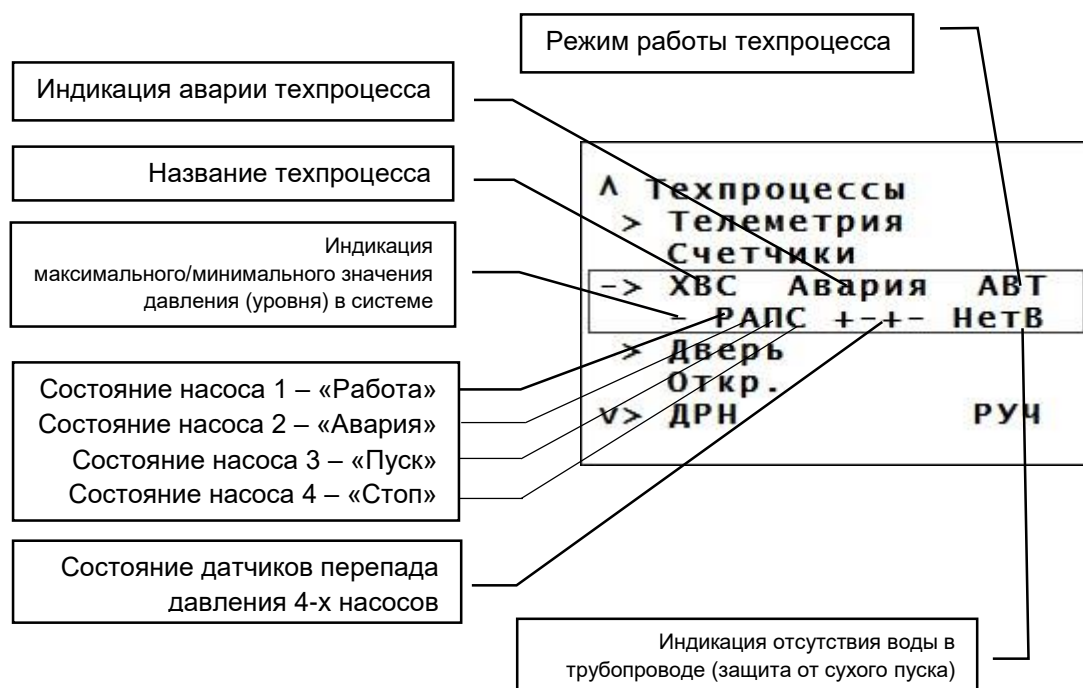 Режим работы техпроцесса
Индикация аварии техпроцесса
Название техпроцесса
Индикация
максимального/минимального значения
давления (уровня) в системе
Состояние насоса 1 – «Работа»
Состояние насоса 2 – «Авария»
Состояние насоса 3 – «Пуск»
Состояние насоса 4 – «Стоп»
Состояние датчиков перепада
давления 4-х насосов
Λ Техпроцессы
> Телеметрия
Счетчики
-> ХВС Авария АВТ
- РАПС +-+- НетВ
> Дверь
Откр.
V> ДРН РУЧ
Индикация отсутствия воды в
трубопроводе (защита от сухого пуска)